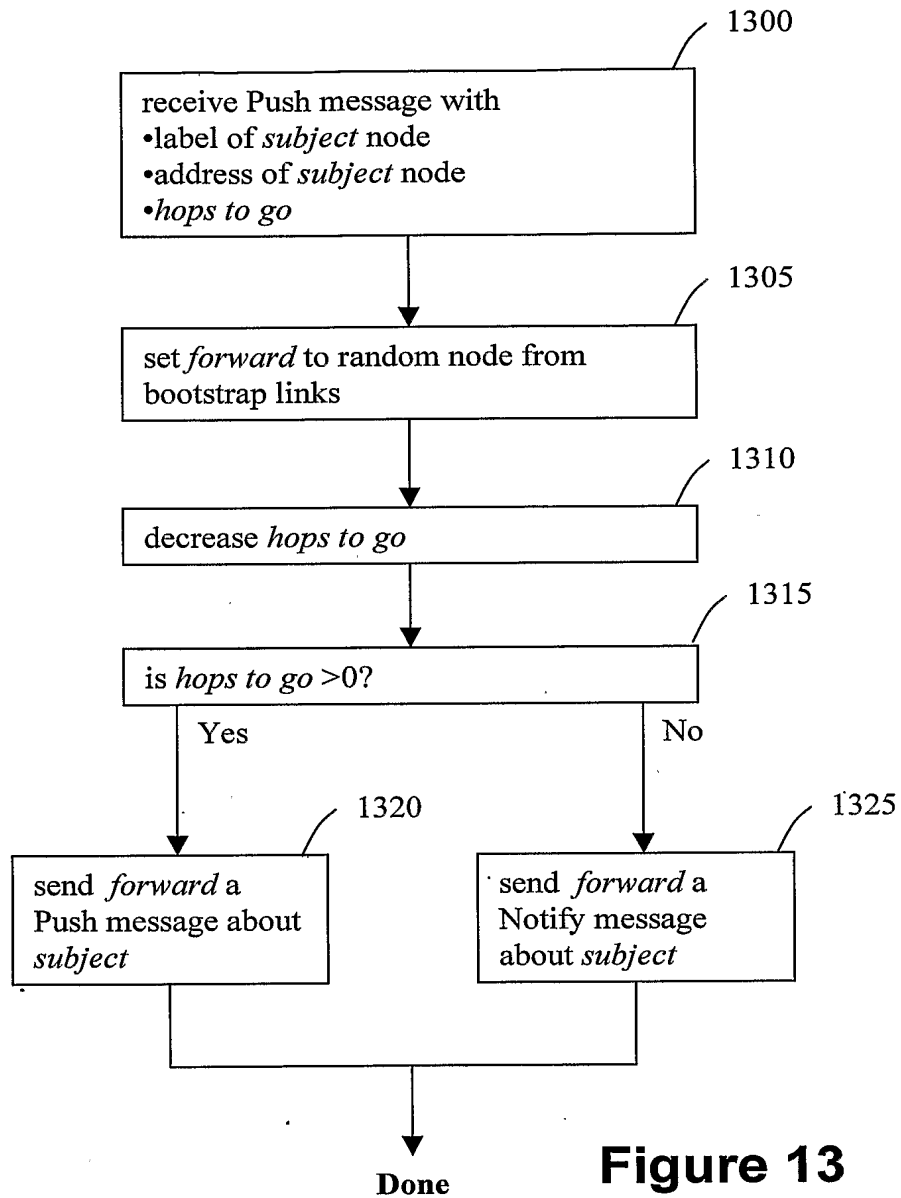 1300
receive Push message with
•label of subject node
•address of subject node
•hops to go
1305
set forward to random node from
bootstrap links
1310
decrease hops to go
1315
is hops to go >0?
Yes
No
1320
1325
send forward a
Push message about
subject
send forward a
Notify message
about subject
Done
Figure 13